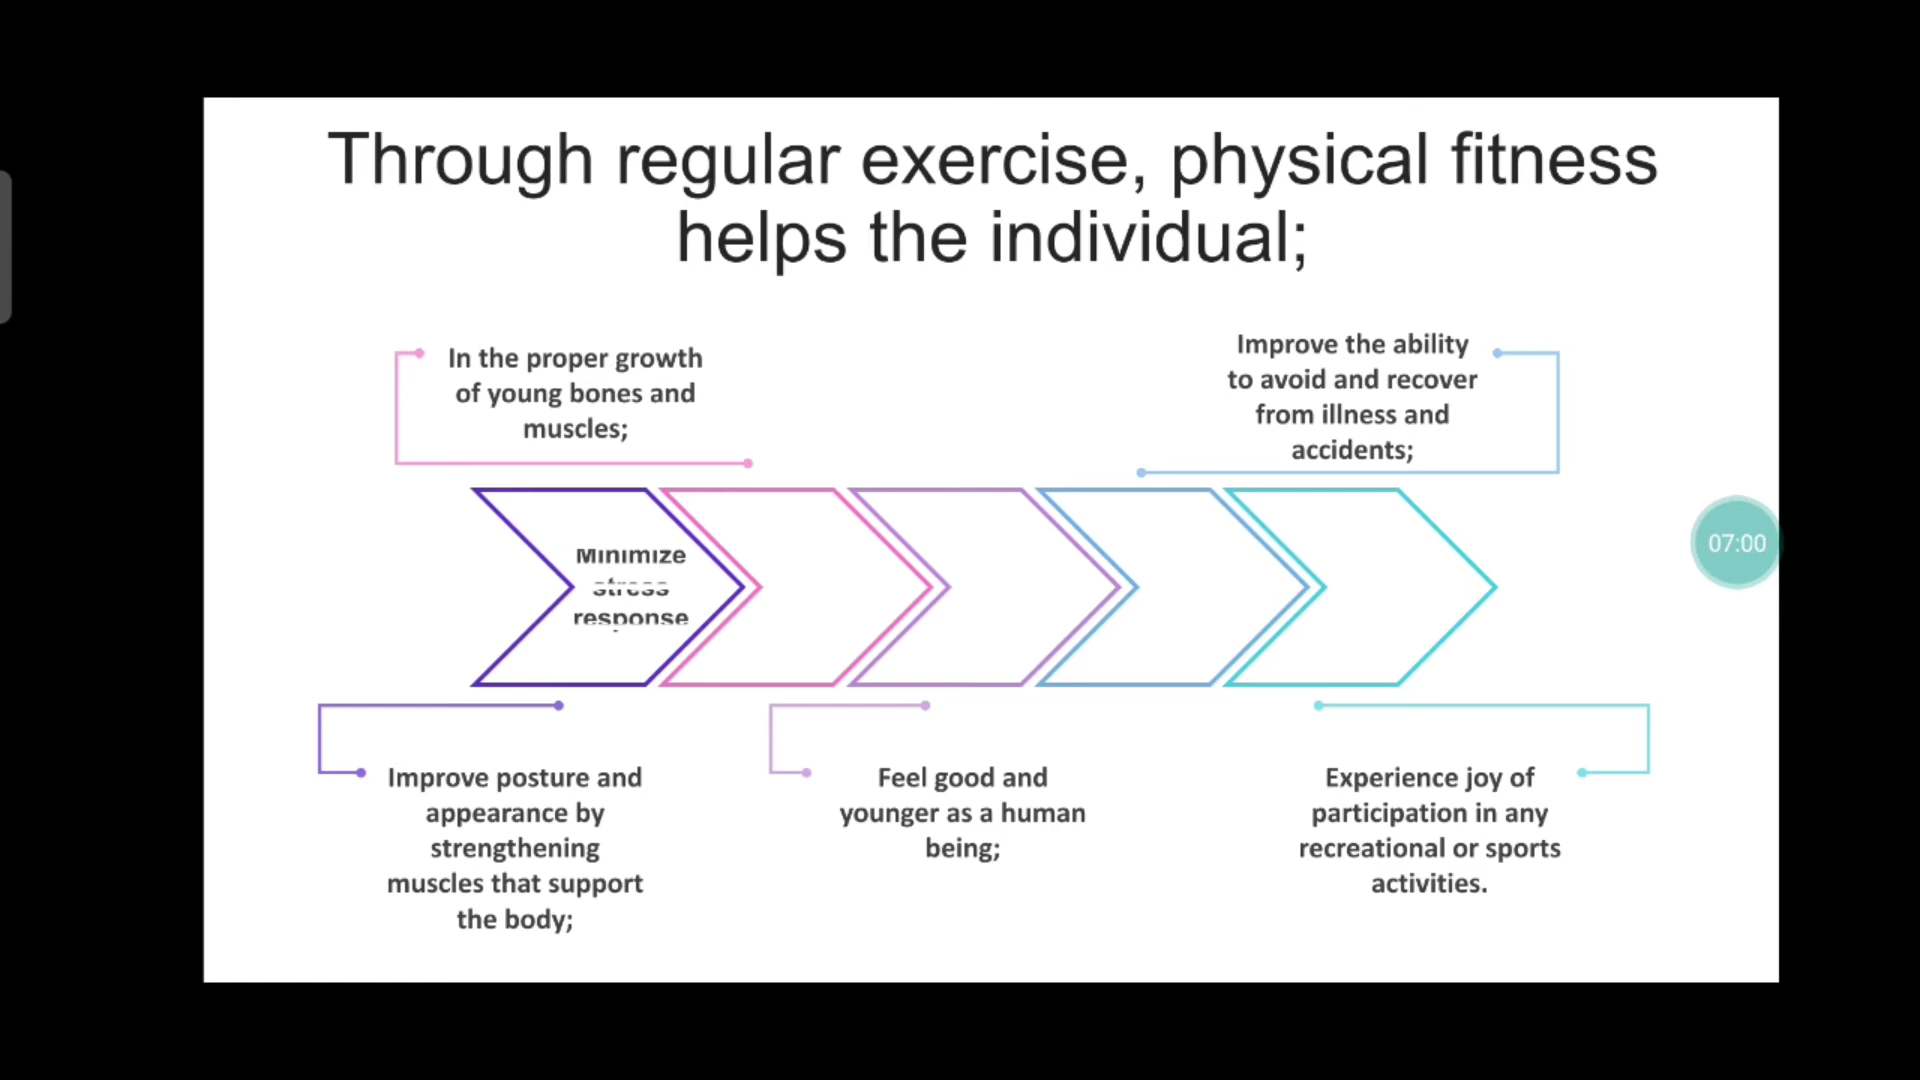 Through regular exercise, physical fitness
helps the individual;
In the proper growth
of young bones and
muscles;
Improve the ability
to avoid and recover
from illness and
accidents;
Minimize
stress
response
07:00
Improve posture and
appearance by
strengthening
muscles that support
the body;
Feel good and
younger as a human
being;
Experience joy of
participation in any
recreational or sports
activities.